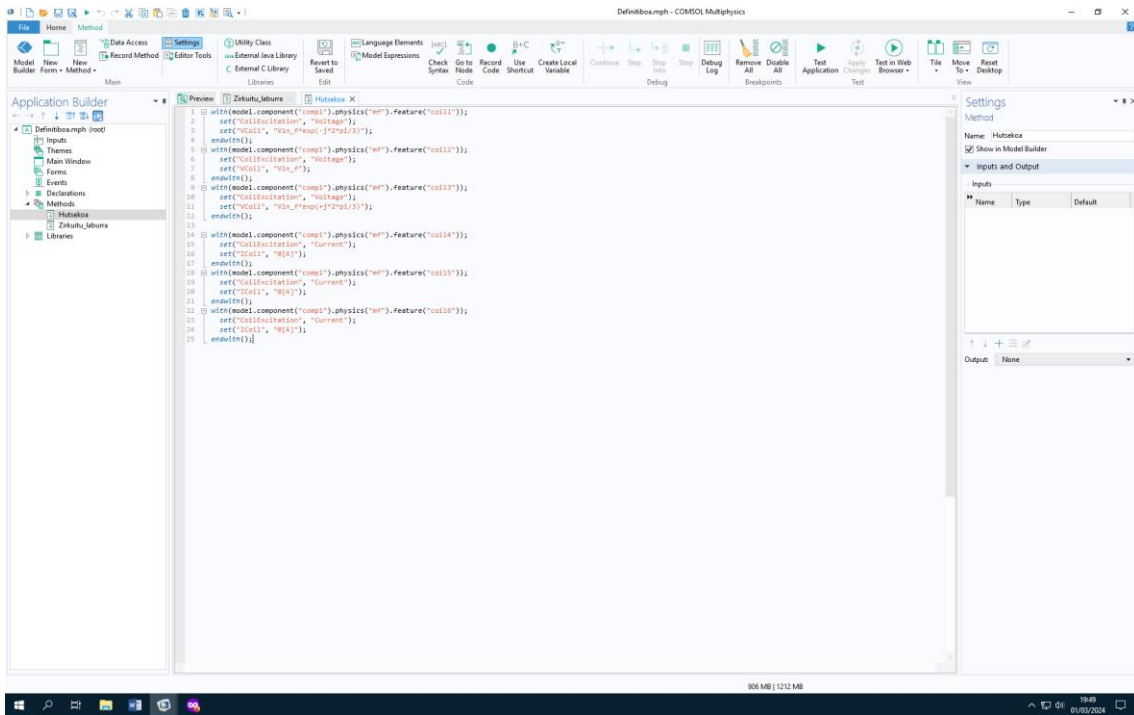 Definitiboa.mph - COMSOL Multiphysics
File Home Method
Model Builder
New Form
New Method
Data Access
Record Method
Settings
Editor Tools
Main
Utility Class
External Java Library
External C Library
Libraries
Revert to Saved
Edit
Language Elements
Model Expressions
Check Syntax
Go to Node
Record Code
Use Shortcut
Create Local Variable
Code
Continue Stop Step Step Into Stop Debug Log
Debug
Remove All
Disable All
Breakpoints
Test Application
Apply Changes
Test in Web Browser
Test
Tile
Move To
Reset Desktop
View
Application Builder
Definitiboa.mph (root)
Inputs
Themes
Main Window
Forms
Events
Declarations
Methods
Hutsekoa
Zirkuitu_laburra
Libraries
Preview Zirkuitu_laburra Hutsekoa
1 with(model.component("comp1").physics("mf").feature("coil1"));
2 set("CoilExcitation", "Voltage");
3 set("VCoil", "Vin_f*exp(-j*2*pi/3)");
4 endwith();
5 with(model.component("comp1").physics("mf").feature("coil2"));
6 set("CoilExcitation", "Voltage");
7 set("VCoil", "Vin_f");
8 endwith();
9 with(model.component("comp1").physics("mf").feature("coil3"));
10 set("CoilExcitation", "Voltage");
11 set("VCoil", "Vin_f*exp(+j*2*pi/3)");
12 endwith();
13
14 with(model.component("comp1").physics("mf").feature("coil4"));
15 set("CoilExcitation", "Current");
16 set("ICoil", "0[A]");
17 endwith();
18 with(model.component("comp1").physics("mf").feature("coil5"));
19 set("CoilExcitation", "Current");
20 set("ICoil", "0[A]");
21 endwith();
22 with(model.component("comp1").physics("mf").feature("coil6"));
23 set("CoilExcitation", "Current");
24 set("ICoil", "0[A]");
25 endwith();
Settings
Method
Name: Hutsekoa
Show in Model Builder
Inputs and Output
Inputs
Name Type Default
Output: None
906 MB | 1212 MB
19:49
01/03/2024